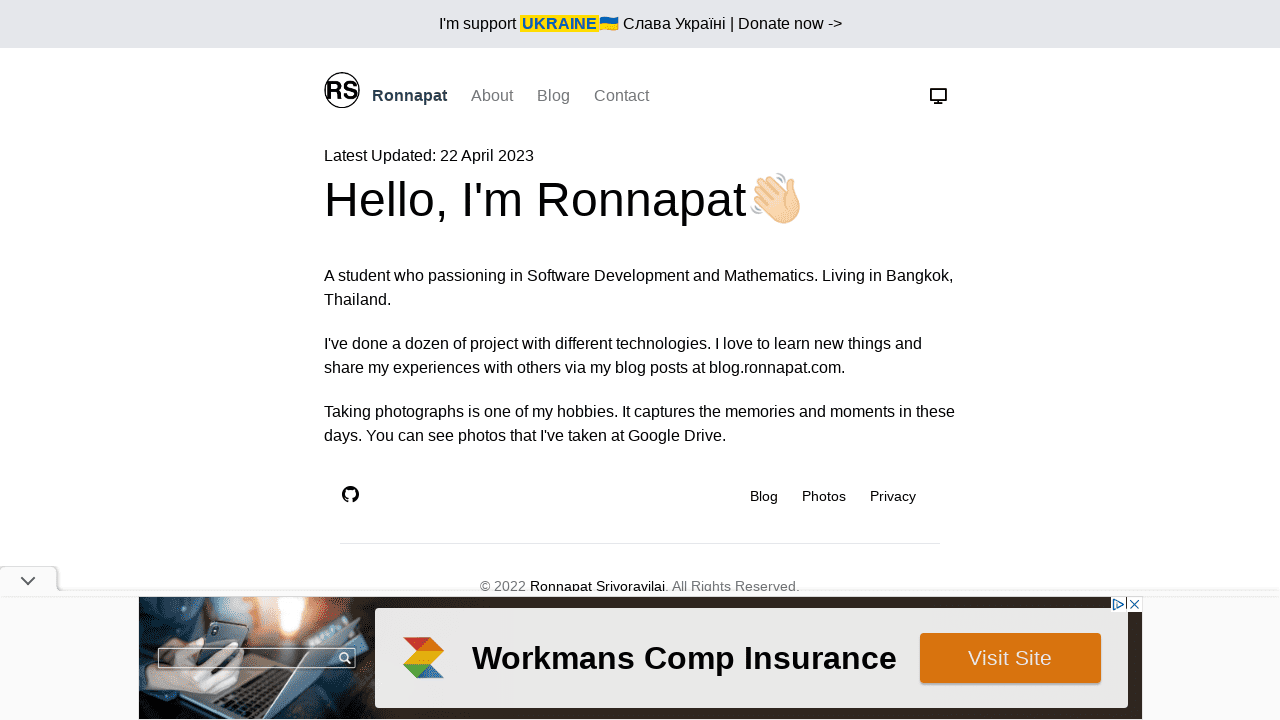 I'm support UKRAINE🇺🇦 Слава Україні | Donate now ->
RS Ronnapat About Blog Contact
Latest Updated: 22 April 2023
Hello, I'm Ronnapat👋🏻
A student who passioning in Software Development and Mathematics. Living in Bangkok,
Thailand.
I've done a dozen of project with different technologies. I love to learn new things and
share my experiences with others via my blog posts at blog.ronnapat.com.
Taking photographs is one of my hobbies. It captures the memories and moments in these
days. You can see photos that I've taken at Google Drive.
Blog Photos Privacy
© 2022 Ronnapat Srivoravilai. All Rights Reserved.
Workmans Comp Insurance
Visit Site